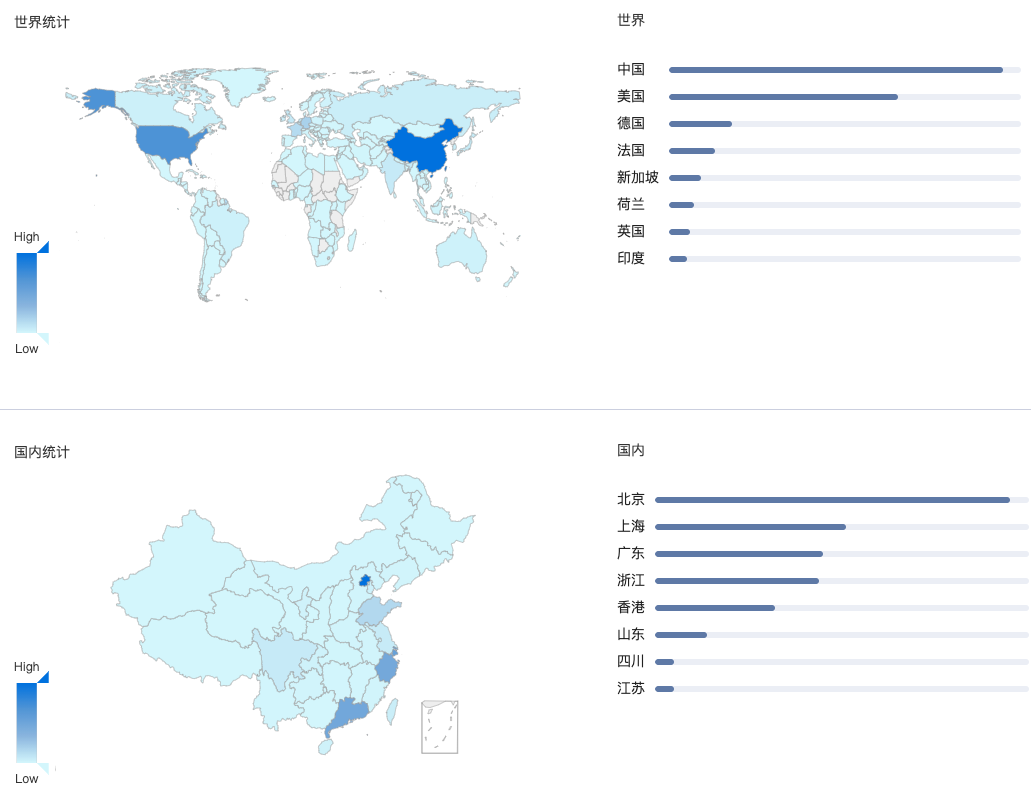 世界统计
High
Low
世界
中国
美国
德国
法国
新加坡
荷兰
英国
印度
国内统计
High
Low
国内
北京
上海
广东
浙江
香港
山东
四川
江苏